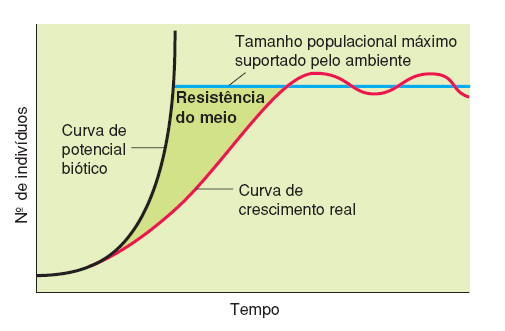 Tamanho populacional máximo
suportado pelo ambiente
Resistência
do meio
Curva de
potencial
biótico
Curva de
crescimento real
Nº de indivíduos
Tempo